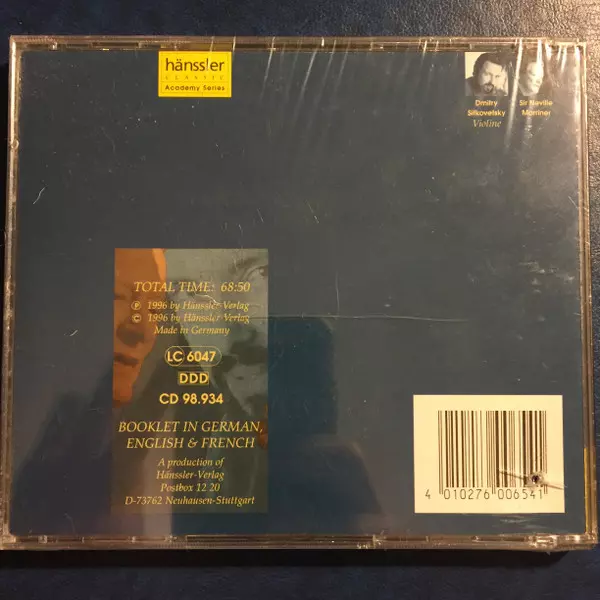 hänssler
CLASSIC
Academy Series
Dmitry
Sitkovetsky
Violine
Sir Neville
Marriner
TOTAL TIME: 68:50
Ⓟ 1996 by Hänssler-Verlag
© 1996 by Hänssler-Verlag
Made in Germany
LC 6047
DDD
CD 98.934
BOOKLET IN GERMAN,
ENGLISH & FRENCH
A production of
Hänssler-Verlag
Postbox 12 20
D-73762 Neuhausen-Stuttgart
4 010276 006541